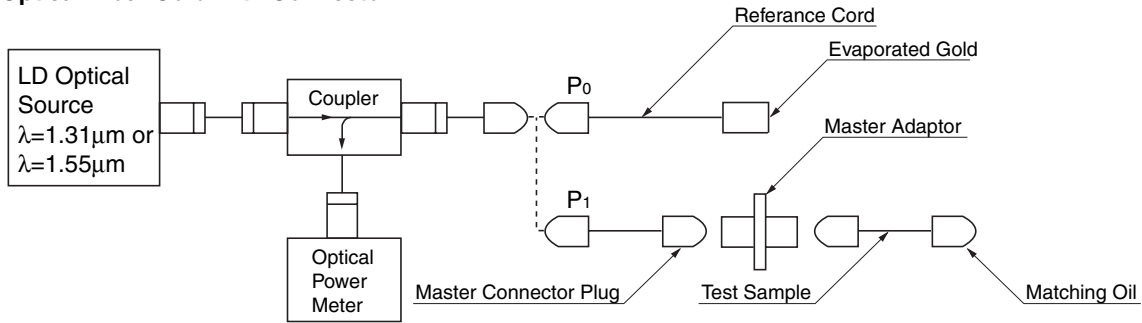 Referance Cord
Evaporated Gold
LD Optical
Source
λ=1.31μm or
λ=1.55μm
Coupler
P0
Master Adaptor
P1
Optical
Power
Meter
Master Connector Plug
Test Sample
Matching Oil